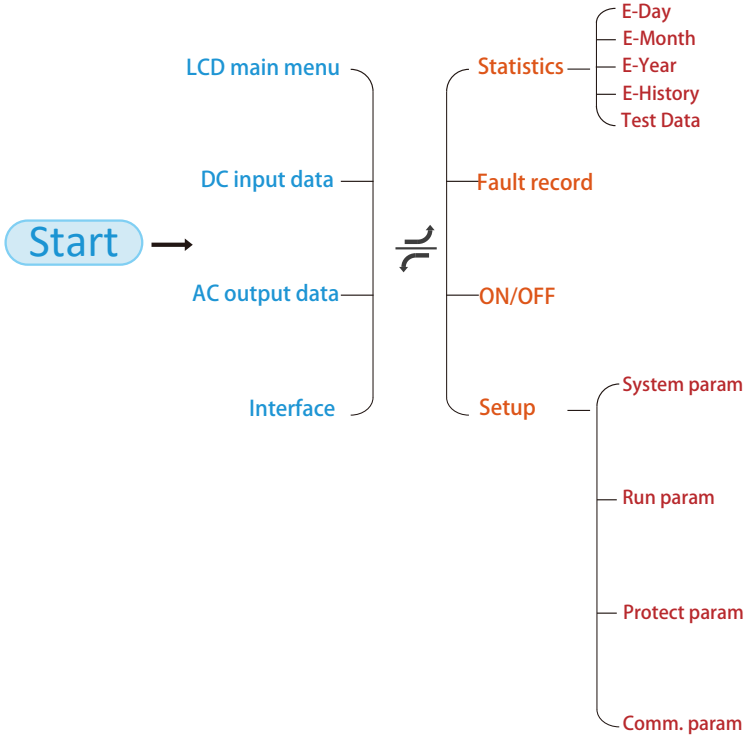 Start
LCD main menu
DC input data
AC output data
Interface
Statistics
Fault record
ON/OFF
Setup
E-Day
E-Month
E-Year
E-History
Test Data
System param
Run param
Protect param
Comm. param